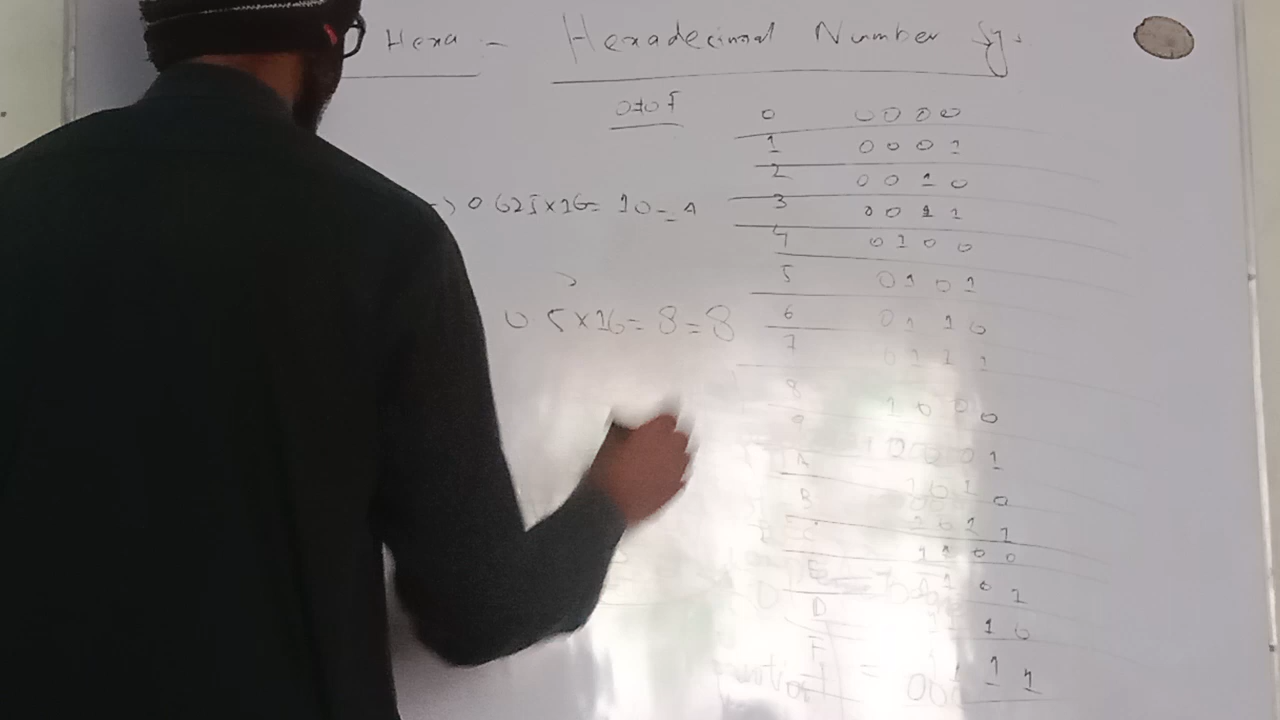 Hexa - Hexadecimal Number Sy.
0 to F
0 0000
1 0001
2 0010
0 625×16= 10 = A
3 0011
4 0100
5 0101
0 5×16=8=8
6 0110
7 0111
8 1000
9 1001
A 1010
B 1011
C 1100
E 1101
D 1110
F 1111